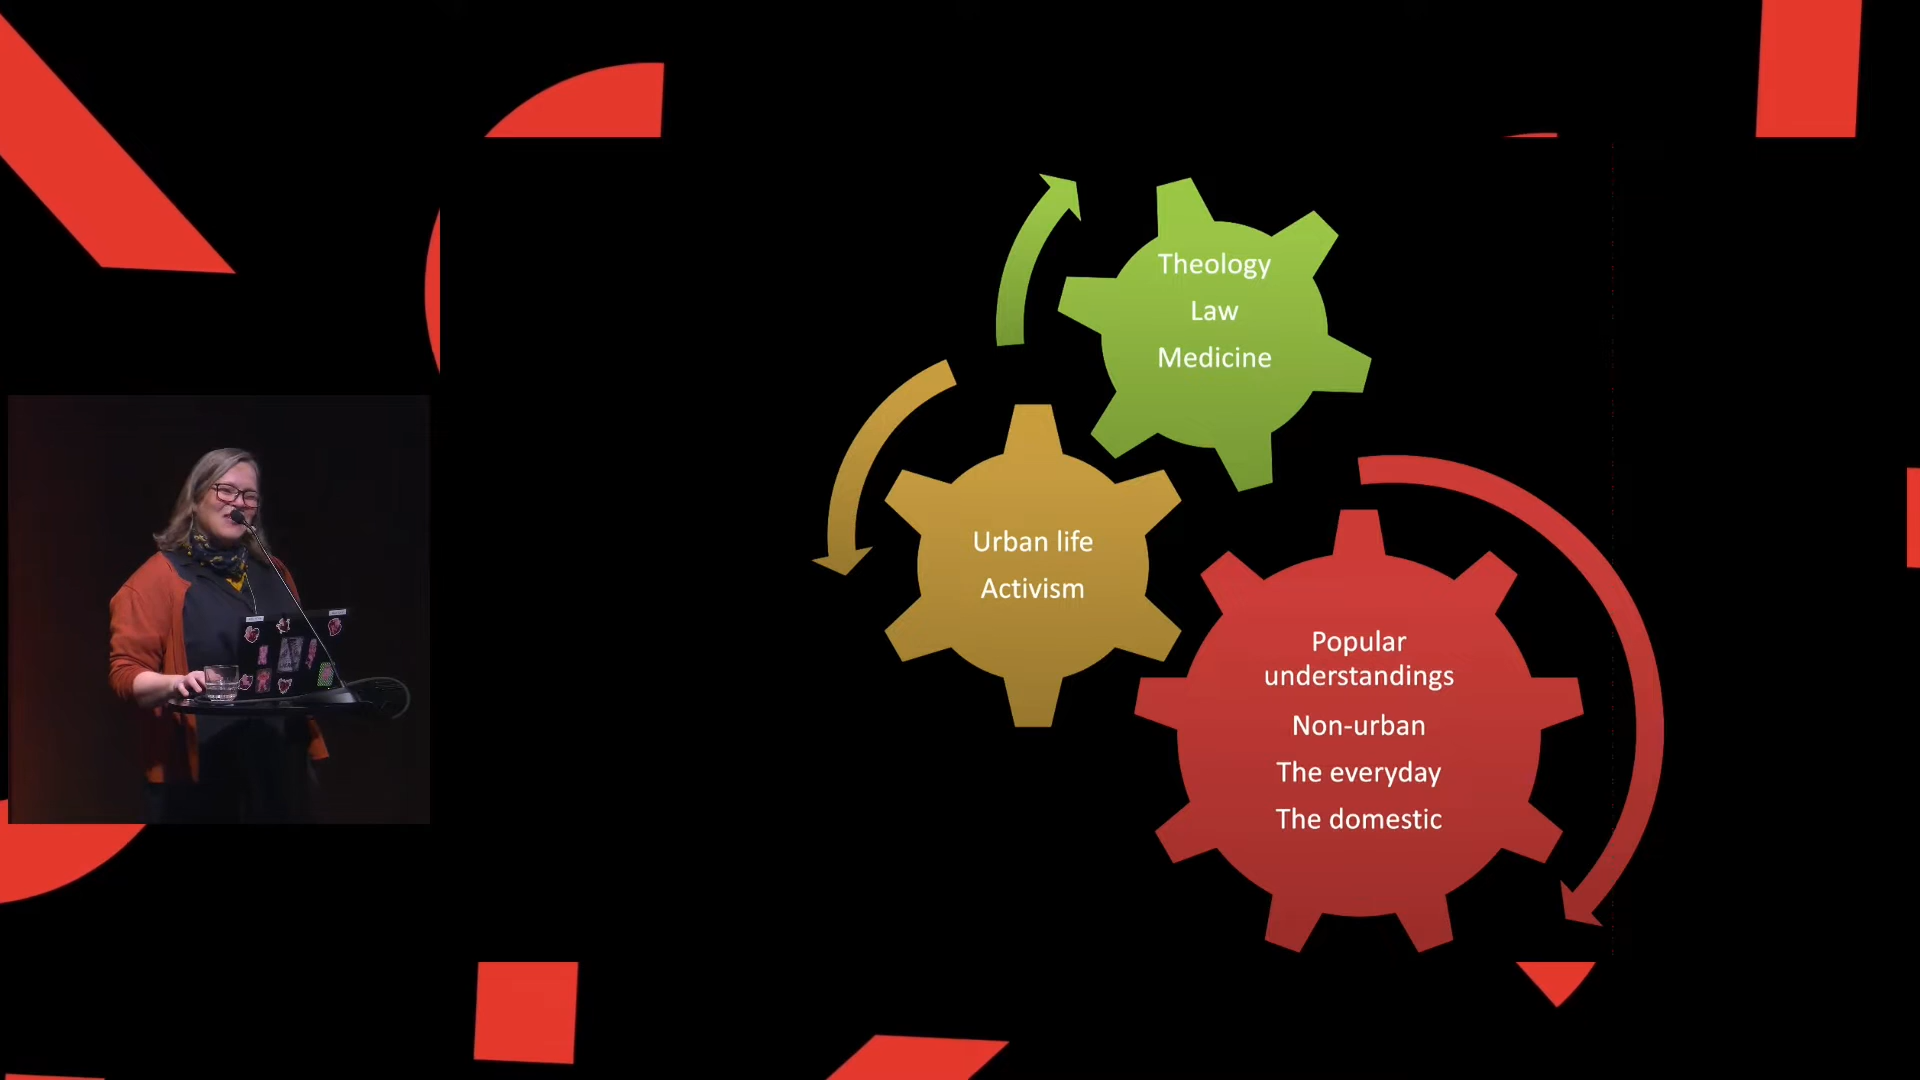 Theology
Law
Medicine
Urban life
Activism
Popular
understandings
Non-urban
The everyday
The domestic